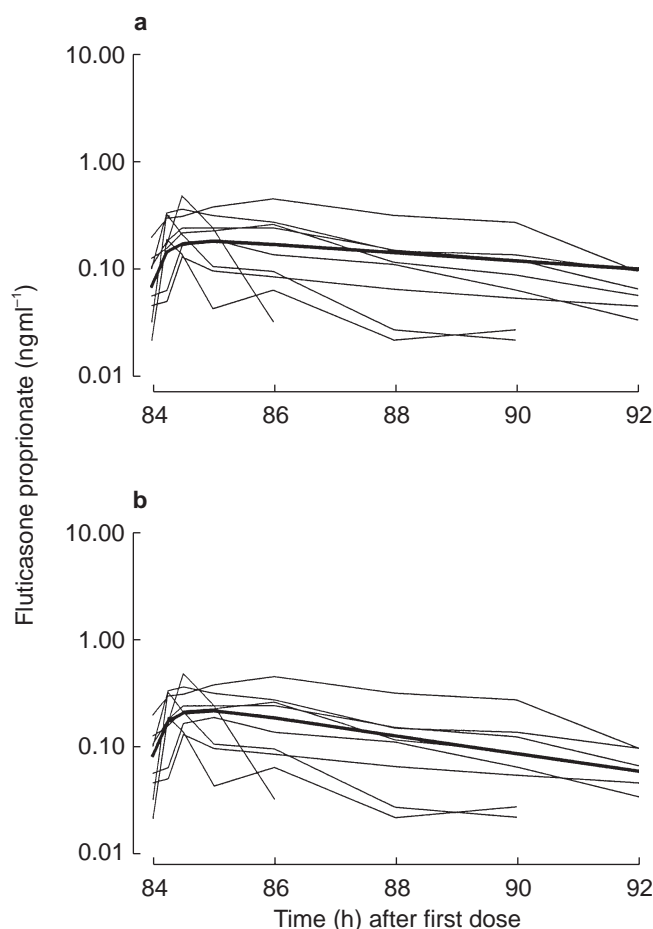 a
10.00
1.00
0.10
0.01
84 86 88 90 92
Fluticasone proprionate (ngml⁻¹)
b
10.00
1.00
0.10
0.01
84 86 88 90 92
Time (h) after first dose